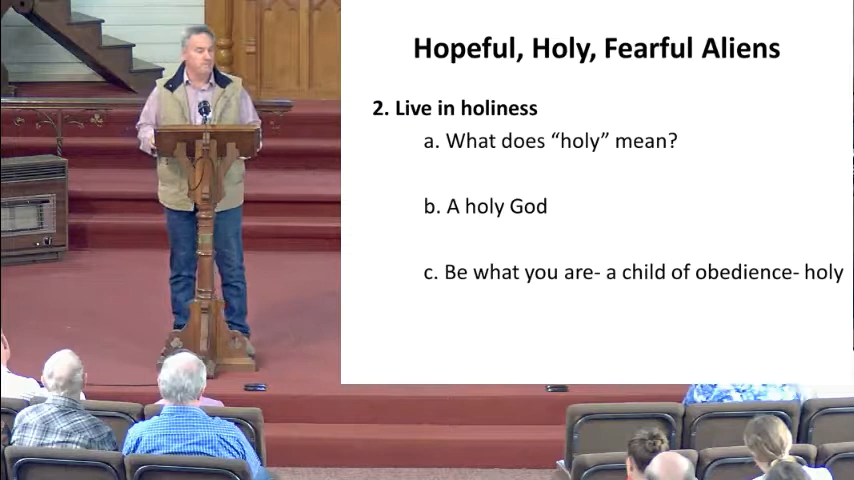 Hopeful, Holy, Fearful Aliens
2. Live in holiness
a. What does “holy” mean?
b. A holy God
c. Be what you are- a child of obedience- holy